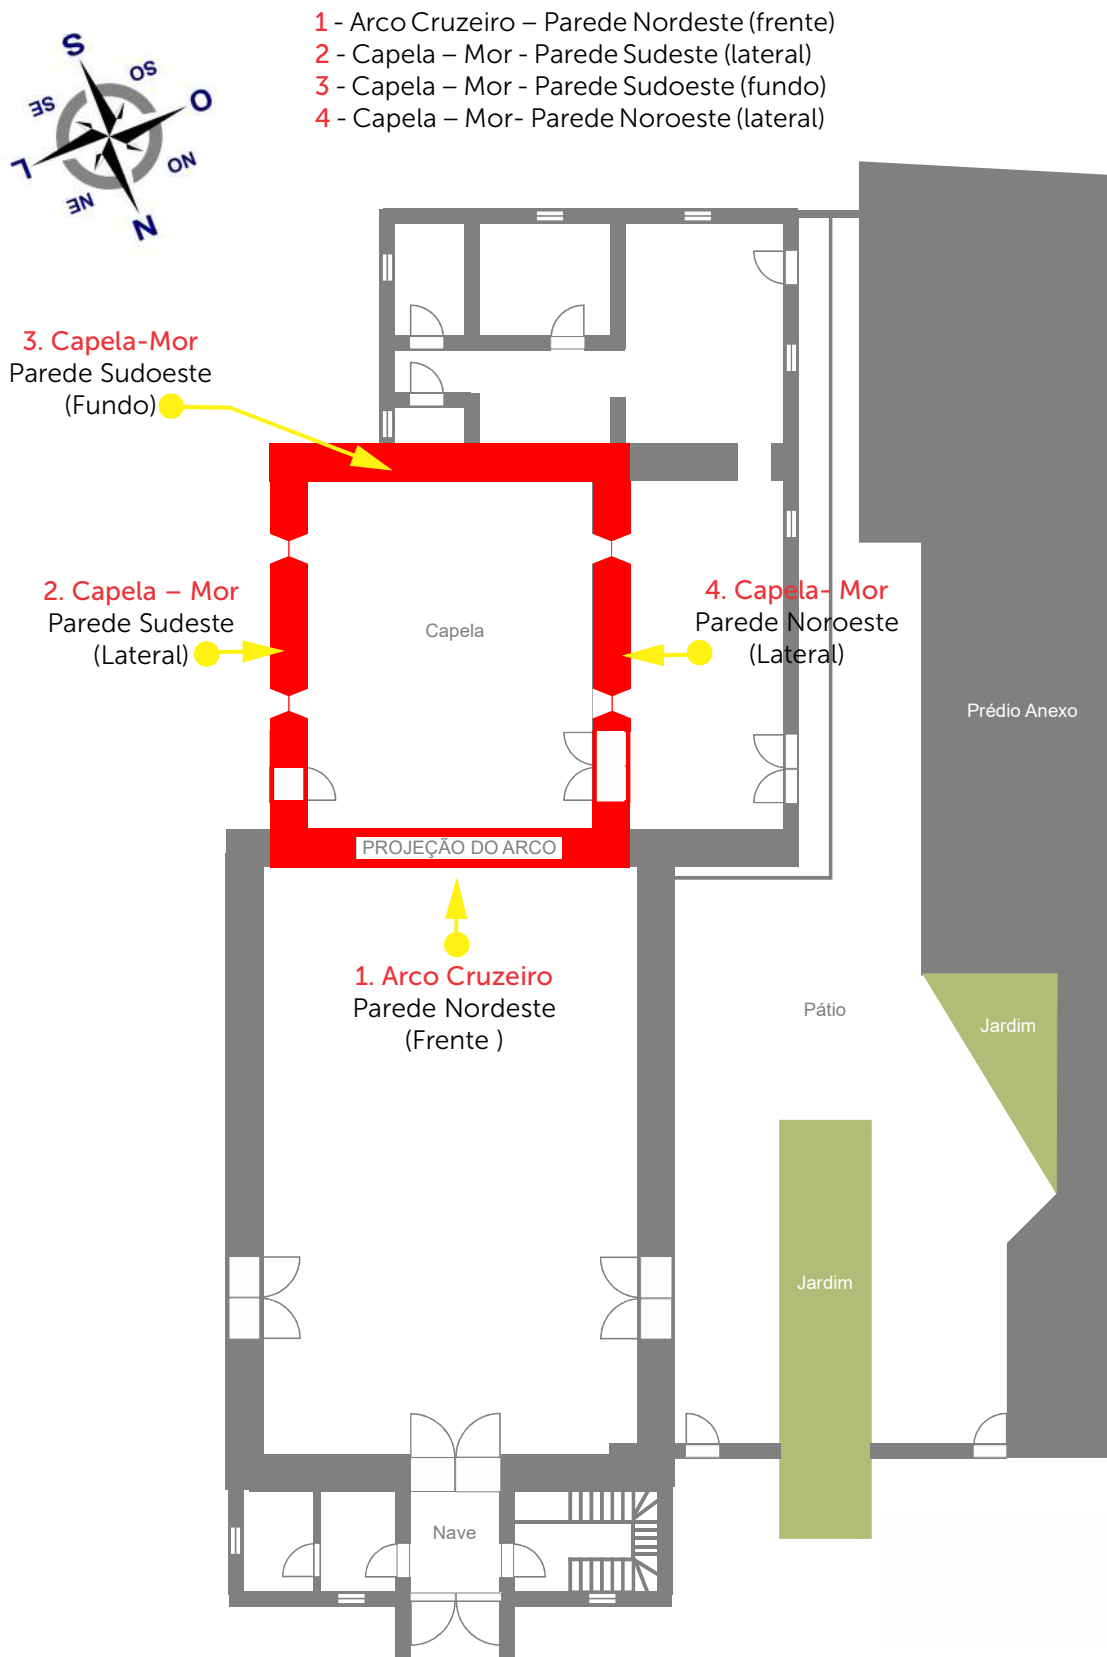 1 - Arco Cruzeiro – Parede Nordeste (frente)
2 - Capela – Mor - Parede Sudeste (lateral)
3 - Capela – Mor - Parede Sudoeste (fundo)
4 - Capela – Mor- Parede Noroeste (lateral)
S
SO
SE
O
L
NO
NE
N
3. Capela-Mor
Parede Sudoeste
(Fundo)
2. Capela – Mor
Parede Sudeste
(Lateral)
Capela
4. Capela- Mor
Parede Noroeste
(Lateral)
Prédio Anexo
PROJEÇÃO DO ARCO
1. Arco Cruzeiro
Parede Nordeste
(Frente )
Pátio
Jardim
Jardim
Nave